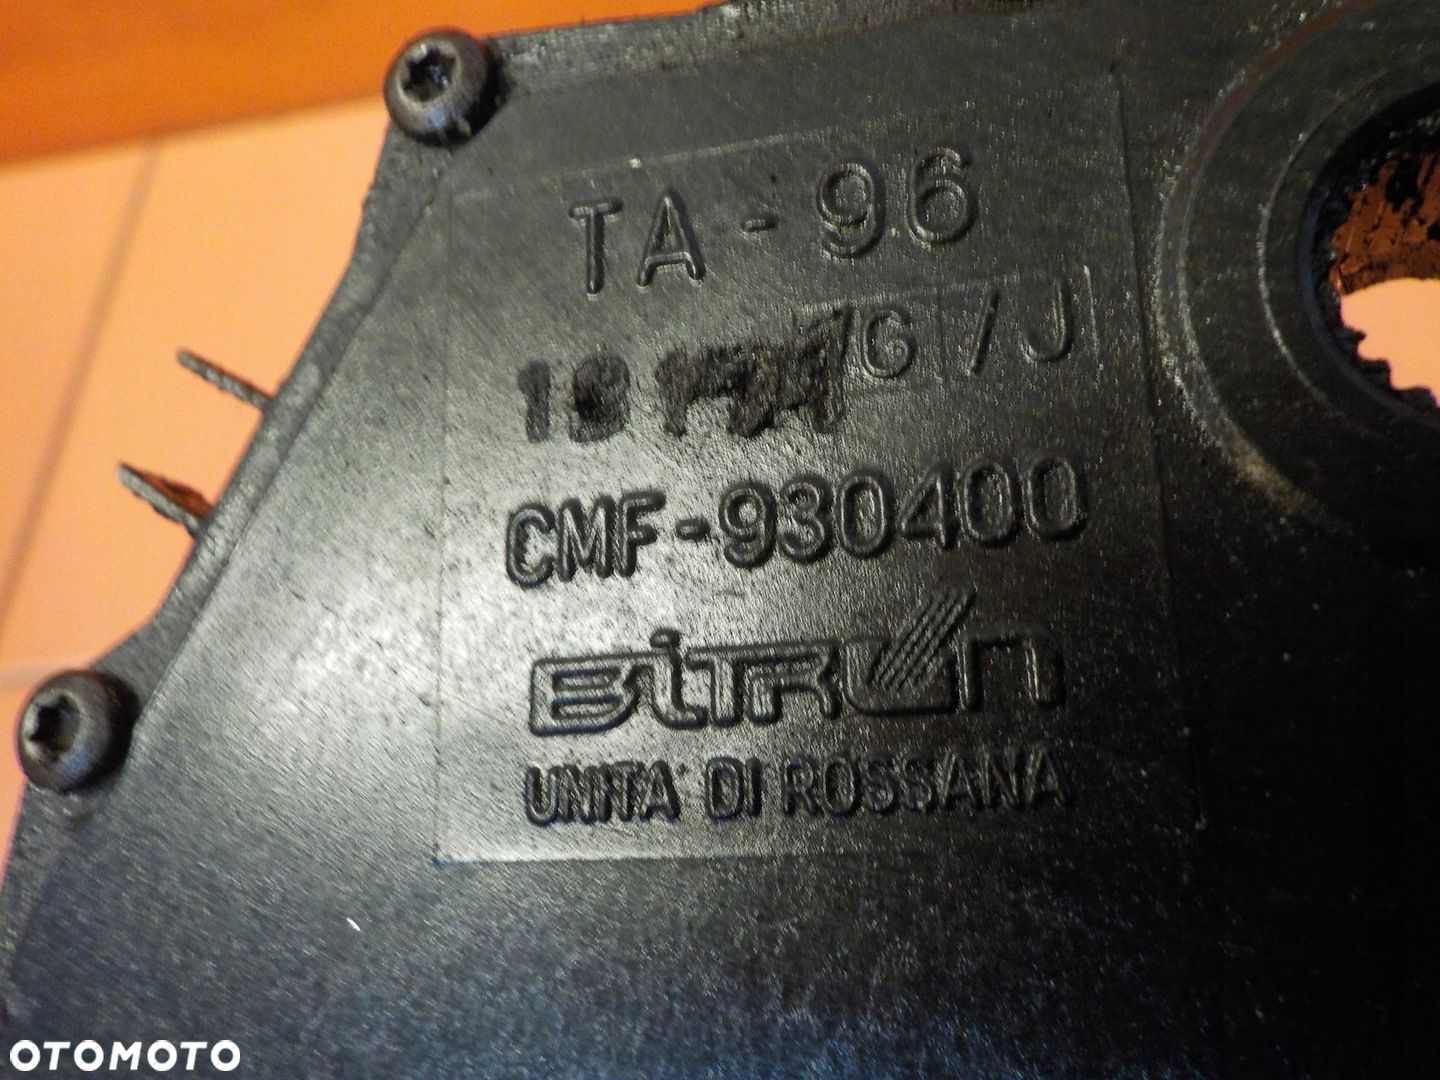 TA-96
G/J
CMF-930400
BiTRON
UNITA' DI ROSSANA
OTOMOTO